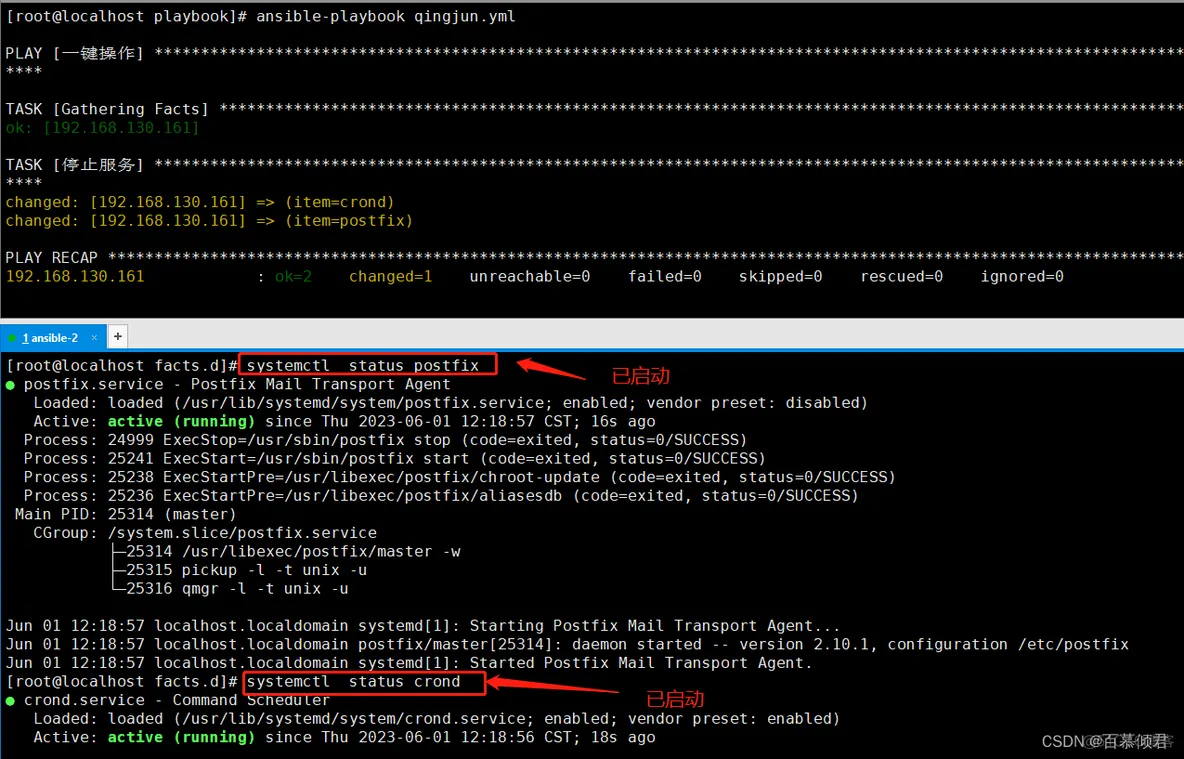 [root@localhost playbook]# ansible-playbook qingjun.yml
PLAY [一键操作] ****************************************************************************************************************
****
TASK [Gathering Facts] *********************************************************************************************************
ok: [192.168.130.161]
TASK [停止服务] ****************************************************************************************************************
****
changed: [192.168.130.161] => (item=crond)
changed: [192.168.130.161] => (item=postfix)
PLAY RECAP *********************************************************************************************************************
192.168.130.161            : ok=2    changed=1    unreachable=0    failed=0    skipped=0    rescued=0    ignored=0
1 ansible-2 × +
[root@localhost facts.d]# systemctl  status postfix
已启动
● postfix.service - Postfix Mail Transport Agent
Loaded: loaded (/usr/lib/systemd/system/postfix.service; enabled; vendor preset: disabled)
Active: active (running) since Thu 2023-06-01 12:18:57 CST; 16s ago
Process: 24999 ExecStop=/usr/sbin/postfix stop (code=exited, status=0/SUCCESS)
Process: 25241 ExecStart=/usr/sbin/postfix start (code=exited, status=0/SUCCESS)
Process: 25238 ExecStartPre=/usr/libexec/postfix/chroot-update (code=exited, status=0/SUCCESS)
Process: 25236 ExecStartPre=/usr/libexec/postfix/aliasesdb (code=exited, status=0/SUCCESS)
Main PID: 25314 (master)
CGroup: /system.slice/postfix.service
├─25314 /usr/libexec/postfix/master -w
├─25315 pickup -l -t unix -u
└─25316 qmgr -l -t unix -u
Jun 01 12:18:57 localhost.localdomain systemd[1]: Starting Postfix Mail Transport Agent...
Jun 01 12:18:57 localhost.localdomain postfix/master[25314]: daemon started -- version 2.10.1, configuration /etc/postfix
Jun 01 12:18:57 localhost.localdomain systemd[1]: Started Postfix Mail Transport Agent.
[root@localhost facts.d]# systemctl  status crond
已启动
● crond.service - Command Scheduler
Loaded: loaded (/usr/lib/systemd/system/crond.service; enabled; vendor preset: enabled)
Active: active (running) since Thu 2023-06-01 12:18:56 CST; 18s ago
CSDN @百慕倾君